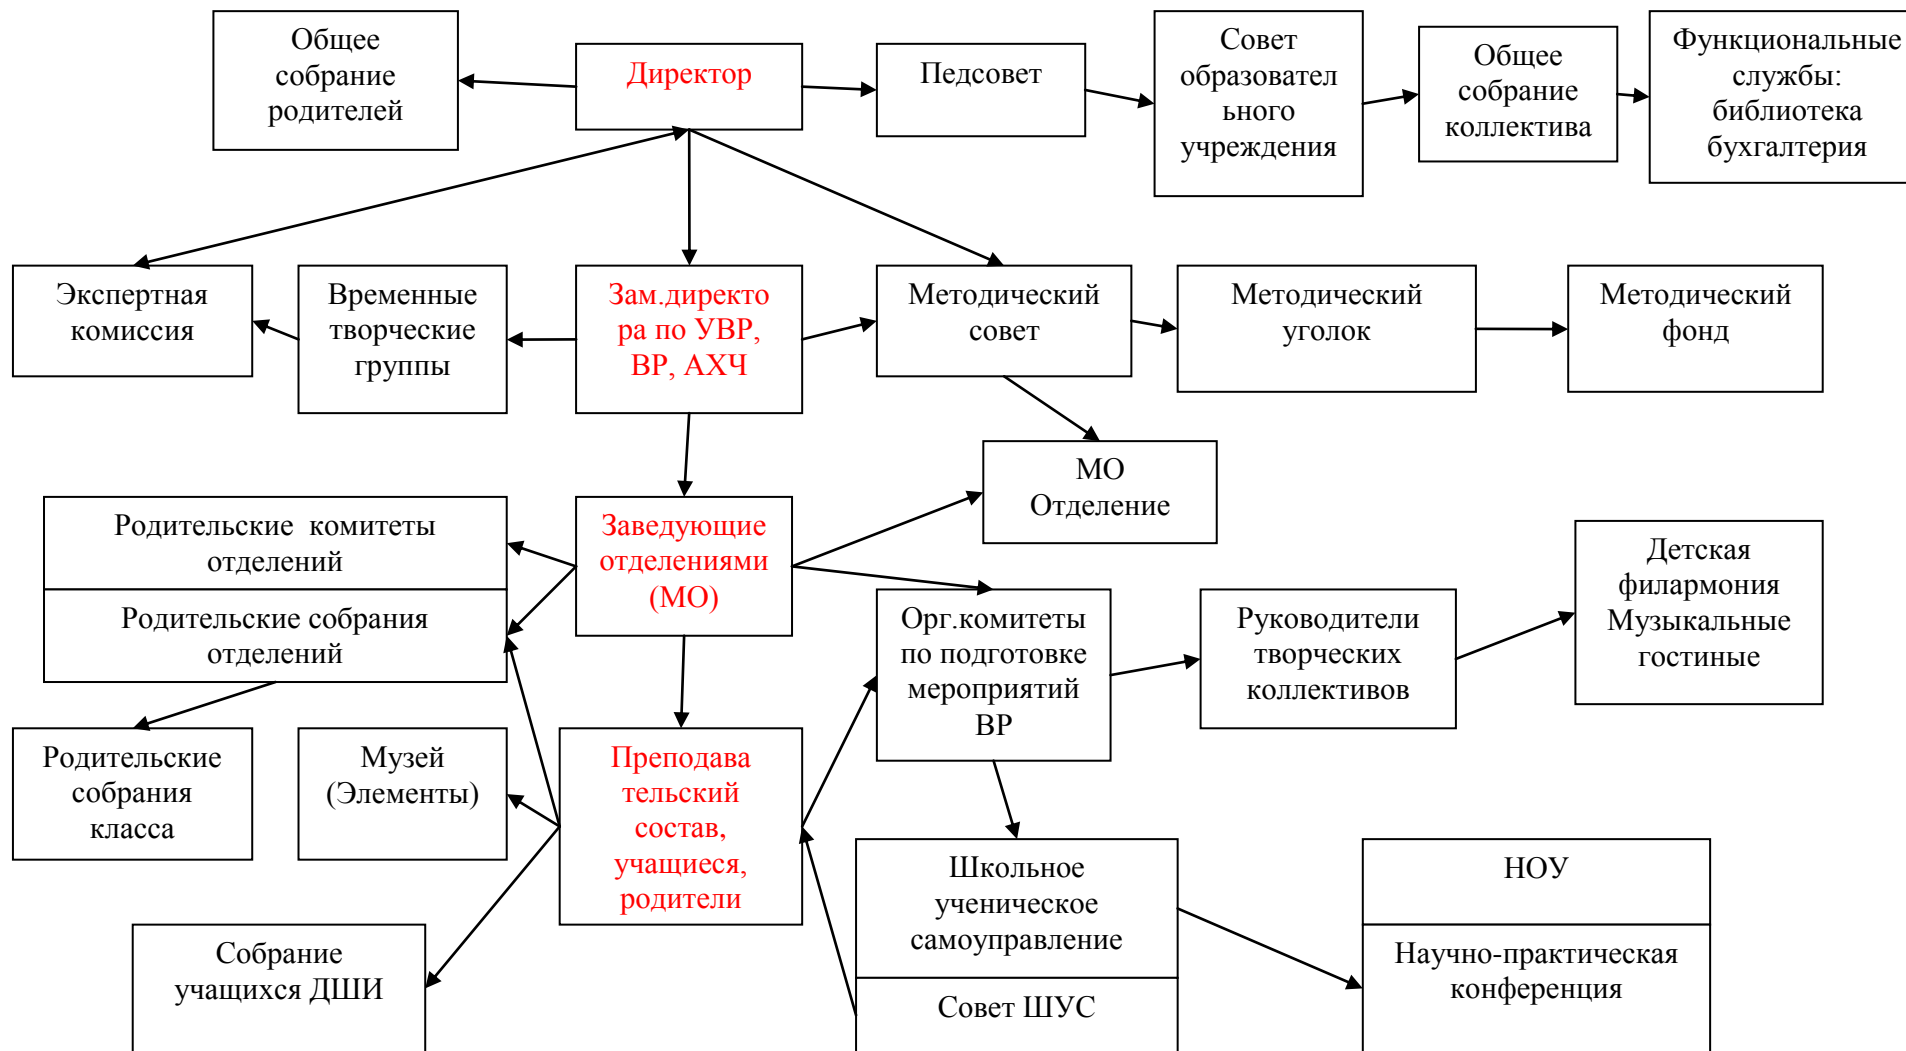 Общее
собрание
родителей
Директор
Педсовет
Совет
образовател
ьного
учреждения
Общее
собрание
коллектива
Функциональные
службы:
библиотека
бухгалтерия
Экспертная
комиссия
Временные
творческие
группы
Зам.директо
ра по УВР,
ВР, АХЧ
Методический
совет
Методический
уголок
Методический
фонд
МО
Отделение
Родительские комитеты
отделений
Родительские собрания
отделений
Заведующие
отделениями
(МО)
Орг.комитеты
по подготовке
мероприятий
ВР
Руководители
творческих
коллективов
Детская
филармония
Музыкальные
гостиные
Родительские
собрания
класса
Музей
(Элементы)
Преподава
тельский
состав,
учащиеся,
родители
Школьное
ученическое
самоуправление
Совет ШУС
НОУ
Научно-практическая
конференция
Собрание
учащихся ДШИ